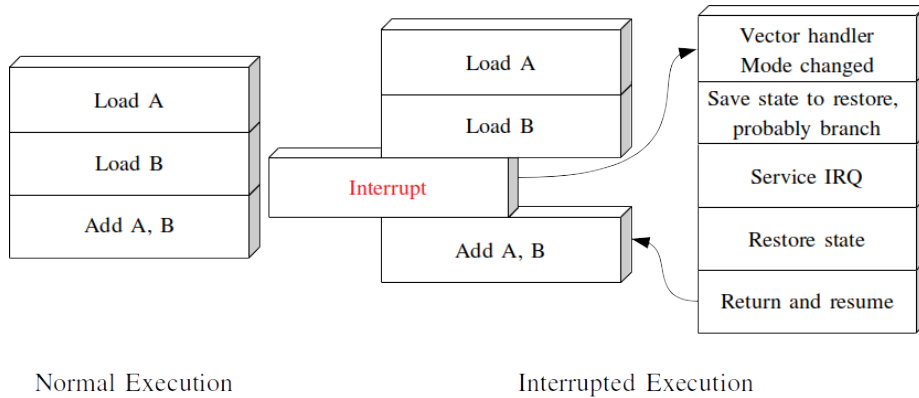 Load A
Load B
Add A, B
Load A
Load B
Interrupt
Add A, B
Vector handler
Mode changed
Save state to restore,
probably branch
Service IRQ
Restore state
Return and resume
Normal Execution
Interrupted Execution